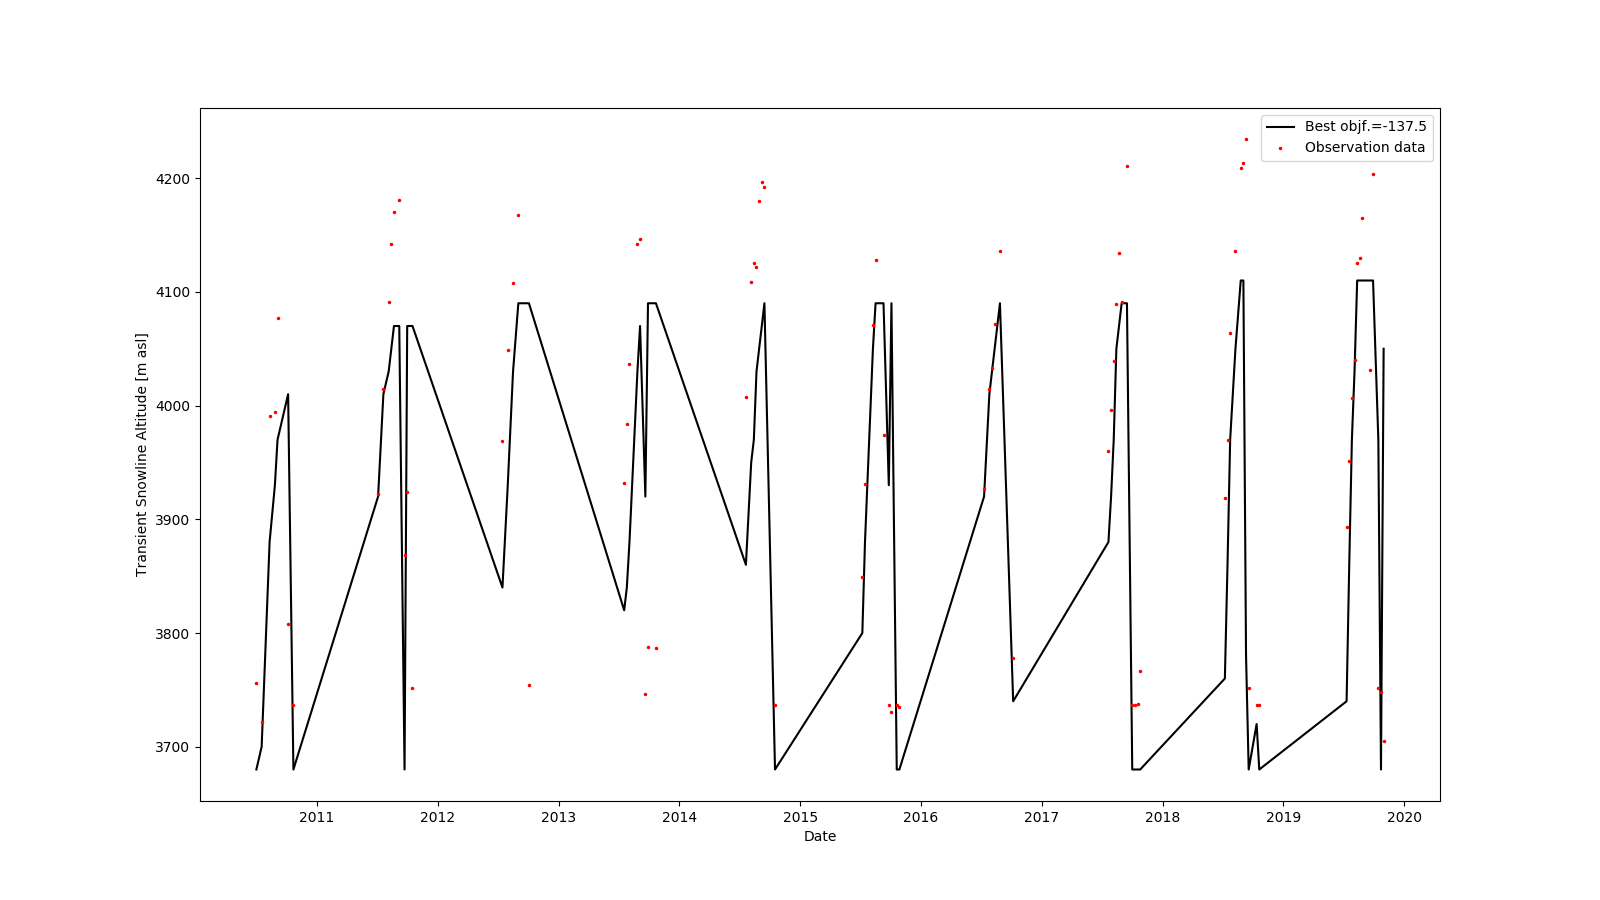 Best objf.=-137.5
Observation data
Transient Snowline Altitude [m asl]
4200
4100
4000
3900
3800
3700
2011 2012 2013 2014 2015 2016 2017 2018 2019 2020
Date